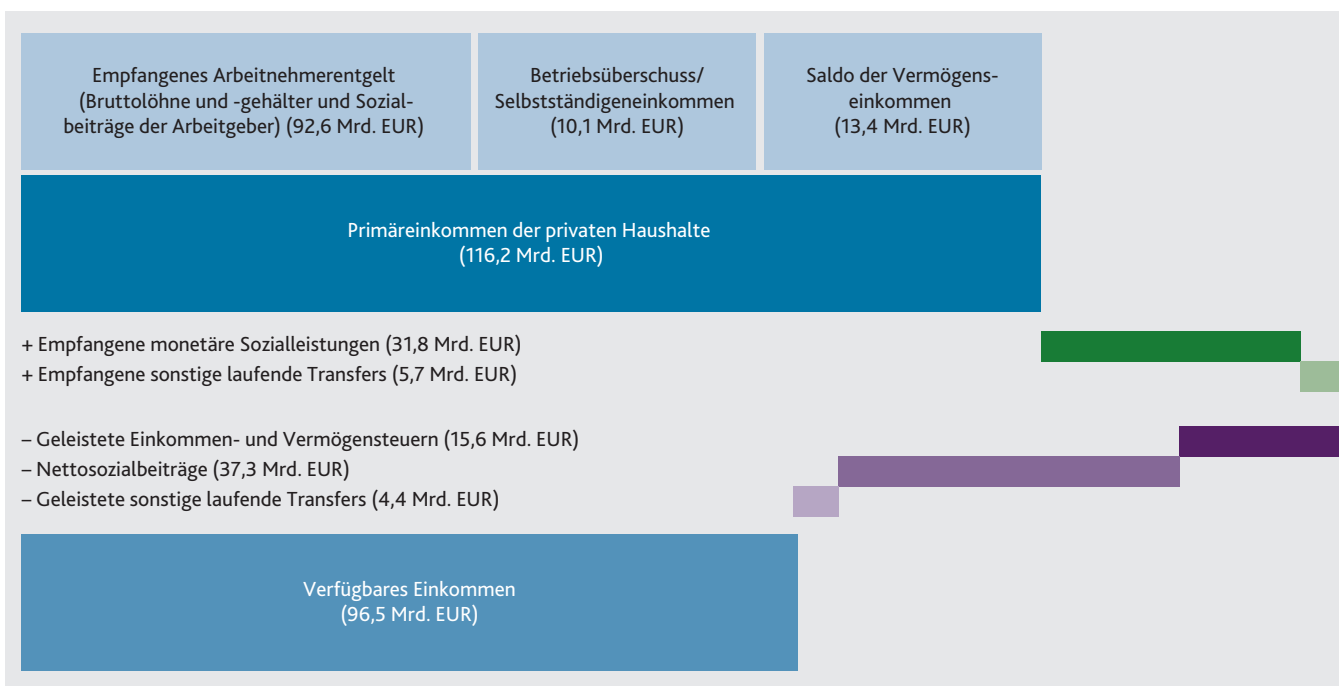 Empfangenes Arbeitnehmerentgelt
(Bruttolöhne und -gehälter und Sozial-
beiträge der Arbeitgeber) (92,6 Mrd. EUR)
Betriebsüberschuss/
Selbstständigeneinkommen
(10,1 Mrd. EUR)
Saldo der Vermögens-
einkommen
(13,4 Mrd. EUR)
Primäreinkommen der privaten Haushalte
(116,2 Mrd. EUR)
+ Empfangene monetäre Sozialleistungen (31,8 Mrd. EUR)
+ Empfangene sonstige laufende Transfers (5,7 Mrd. EUR)
– Geleistete Einkommen- und Vermögensteuern (15,6 Mrd. EUR)
– Nettosozialbeiträge (37,3 Mrd. EUR)
– Geleistete sonstige laufende Transfers (4,4 Mrd. EUR)
Verfügbares Einkommen
(96,5 Mrd. EUR)